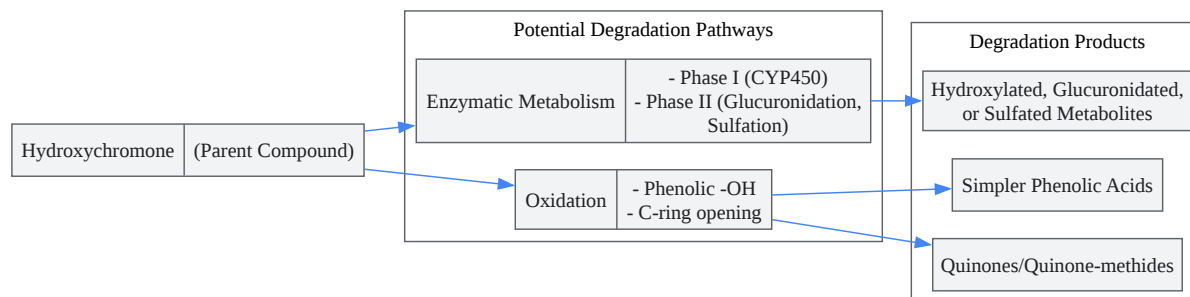 Potential Degradation Pathways
Degradation Products
Hydroxychromone
(Parent Compound)
Enzymatic Metabolism
- Phase I (CYP450)
- Phase II (Glucuronidation,
Sulfation)
Oxidation
- Phenolic -OH
- C-ring opening
Hydroxylated, Glucuronidated,
or Sulfated Metabolites
Simpler Phenolic Acids
Quinones/Quinone-methides